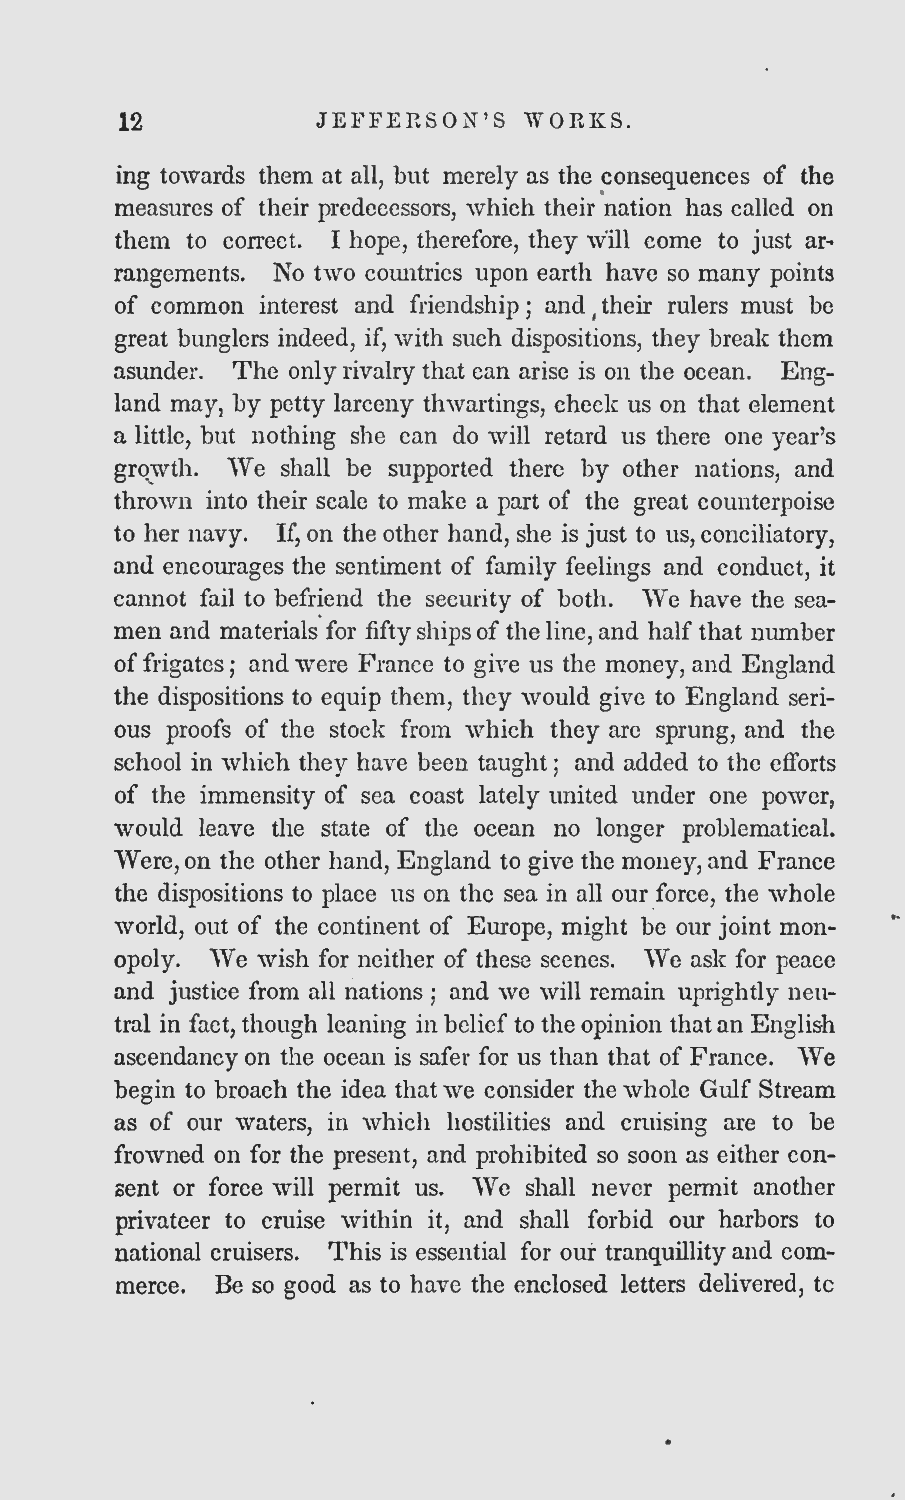 12 JEFFERSON'S WORKS.
ing towards them at all, but merely as the consequences of the
measures of their predecessors, which their nation has called on
them to correct. I hope, therefore, they will come to just ar-
rangements. No two countries upon earth have so many points
of common interest and friendship; and their rulers must be
great bunglers indeed, if, with such dispositions, they break them
asunder. The only rivalry that can arise is on the ocean. Eng-
land may, by petty larceny thwartings, check us on that element
a little, but nothing she can do will retard us there one year's
growth. We shall be supported there by other nations, and
thrown into their scale to make a part of the great counterpoise
to her navy. If, on the other hand, she is just to us, conciliatory,
and encourages the sentiment of family feelings and conduct, it
cannot fail to befriend the security of both. We have the sea-
men and materials for fifty ships of the line, and half that number
of frigates; and were France to give us the money, and England
the dispositions to equip them, they would give to England seri-
ous proofs of the stock from which they are sprung, and the
school in which they have been taught; and added to the efforts
of the immensity of sea coast lately united under one power,
would leave the state of the ocean no longer problematical.
Were, on the other hand, England to give the money, and France
the dispositions to place us on the sea in all our force, the whole
world, out of the continent of Europe, might be our joint mon-
opoly. We wish for neither of these scenes. We ask for peace
and justice from all nations; and we will remain uprightly neu-
tral in fact, though leaning in belief to the opinion that an English
ascendancy on the ocean is safer for us than that of France. We
begin to broach the idea that we consider the whole Gulf Stream
as of our waters, in which hostilities and cruising are to be
frowned on for the present, and prohibited so soon as either con-
sent or force will permit us. We shall never permit another
privateer to cruise within it, and shall forbid our harbors to
national cruisers. This is essential for our tranquillity and com-
merce. Be so good as to have the enclosed letters delivered, to